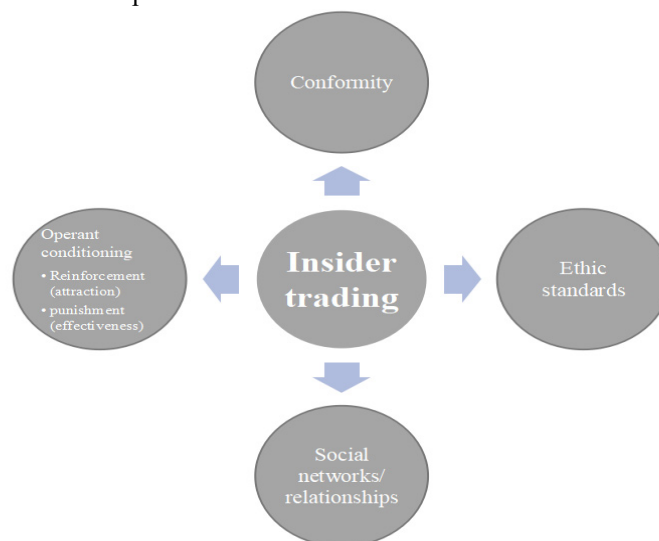 Conformity
Operant
conditioning
• Reinforcement
(attraction)
• punishment
(effectiveness)
Insider
trading
Ethic
standards
Social
networks/
relationships